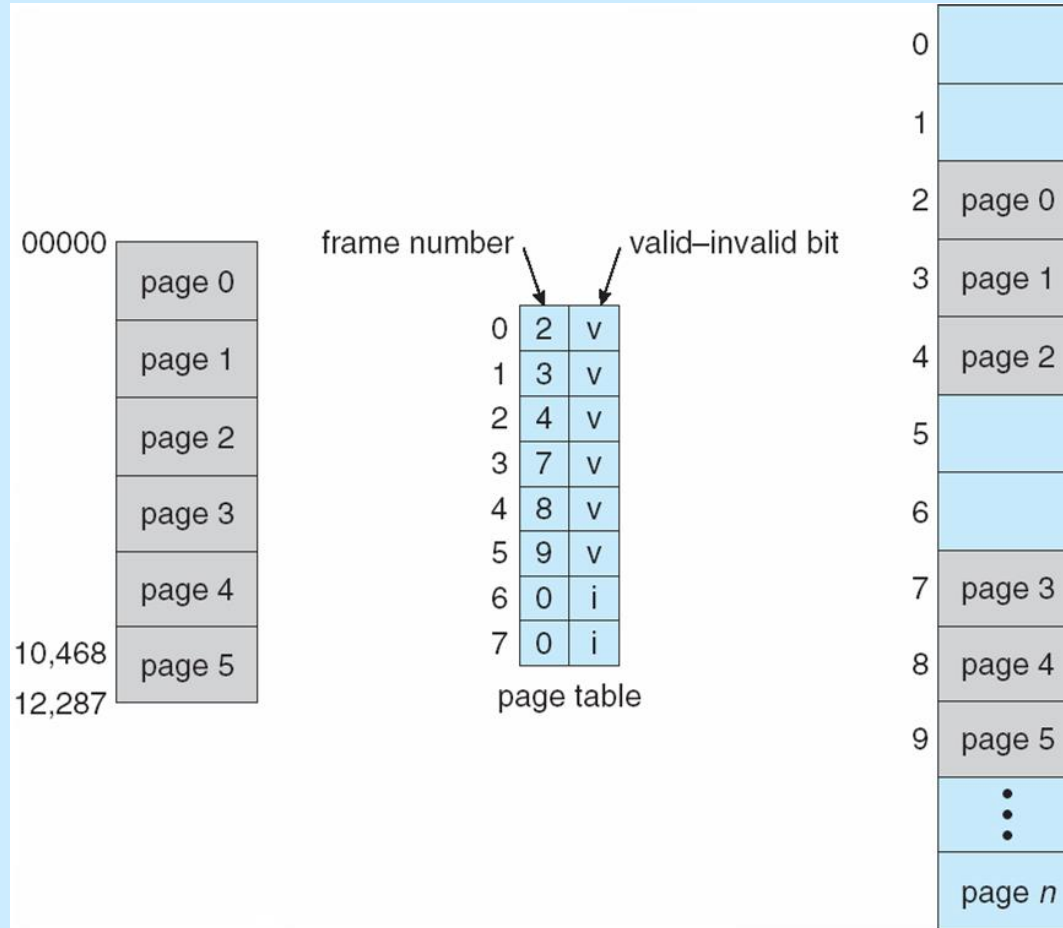 00000
page 0
page 1
page 2
page 3
page 4
10,468
page 5
12,287
frame number
valid–invalid bit
0 2 v
1 3 v
2 4 v
3 7 v
4 8 v
5 9 v
6 0 i
7 0 i
page table
0
1
2 page 0
3 page 1
4 page 2
5
6
7 page 3
8 page 4
9 page 5
page n